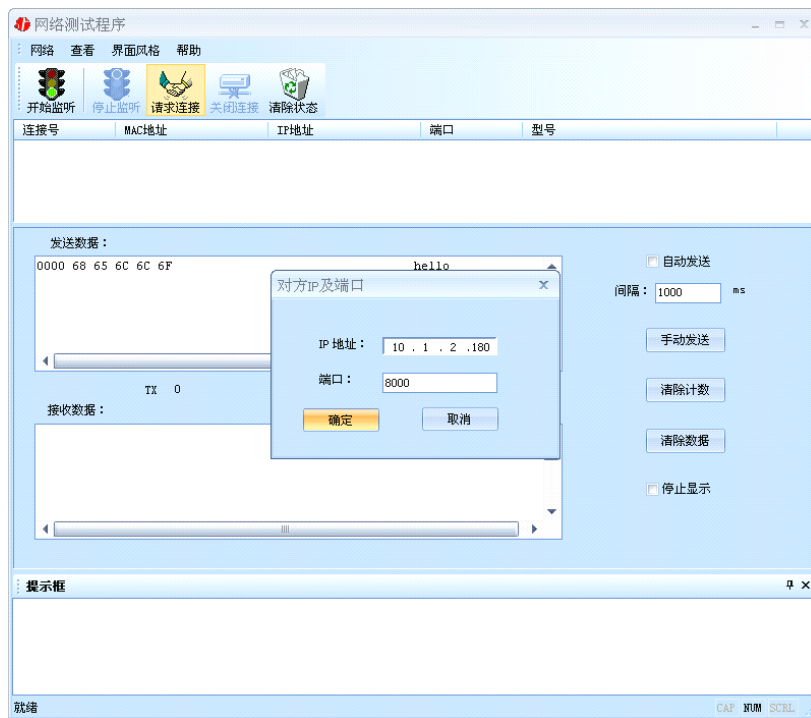 网络测试程序
网络 查看 界面风格 帮助
开始监听 停止监听 请求连接 关闭连接 清除状态
连接号 MAC地址 IP地址 端口 型号
发送数据：
0000 68 65 6C 6C 6F hello
自动发送
间隔： 1000 ms
对方IP及端口
IP 地址： 10 . 1 . 2 .180
端口： 8000
确定 取消
手动发送
TX 0
清除计数
接收数据：
清除数据
停止显示
提示框
就绪 CAP NUM SCRL